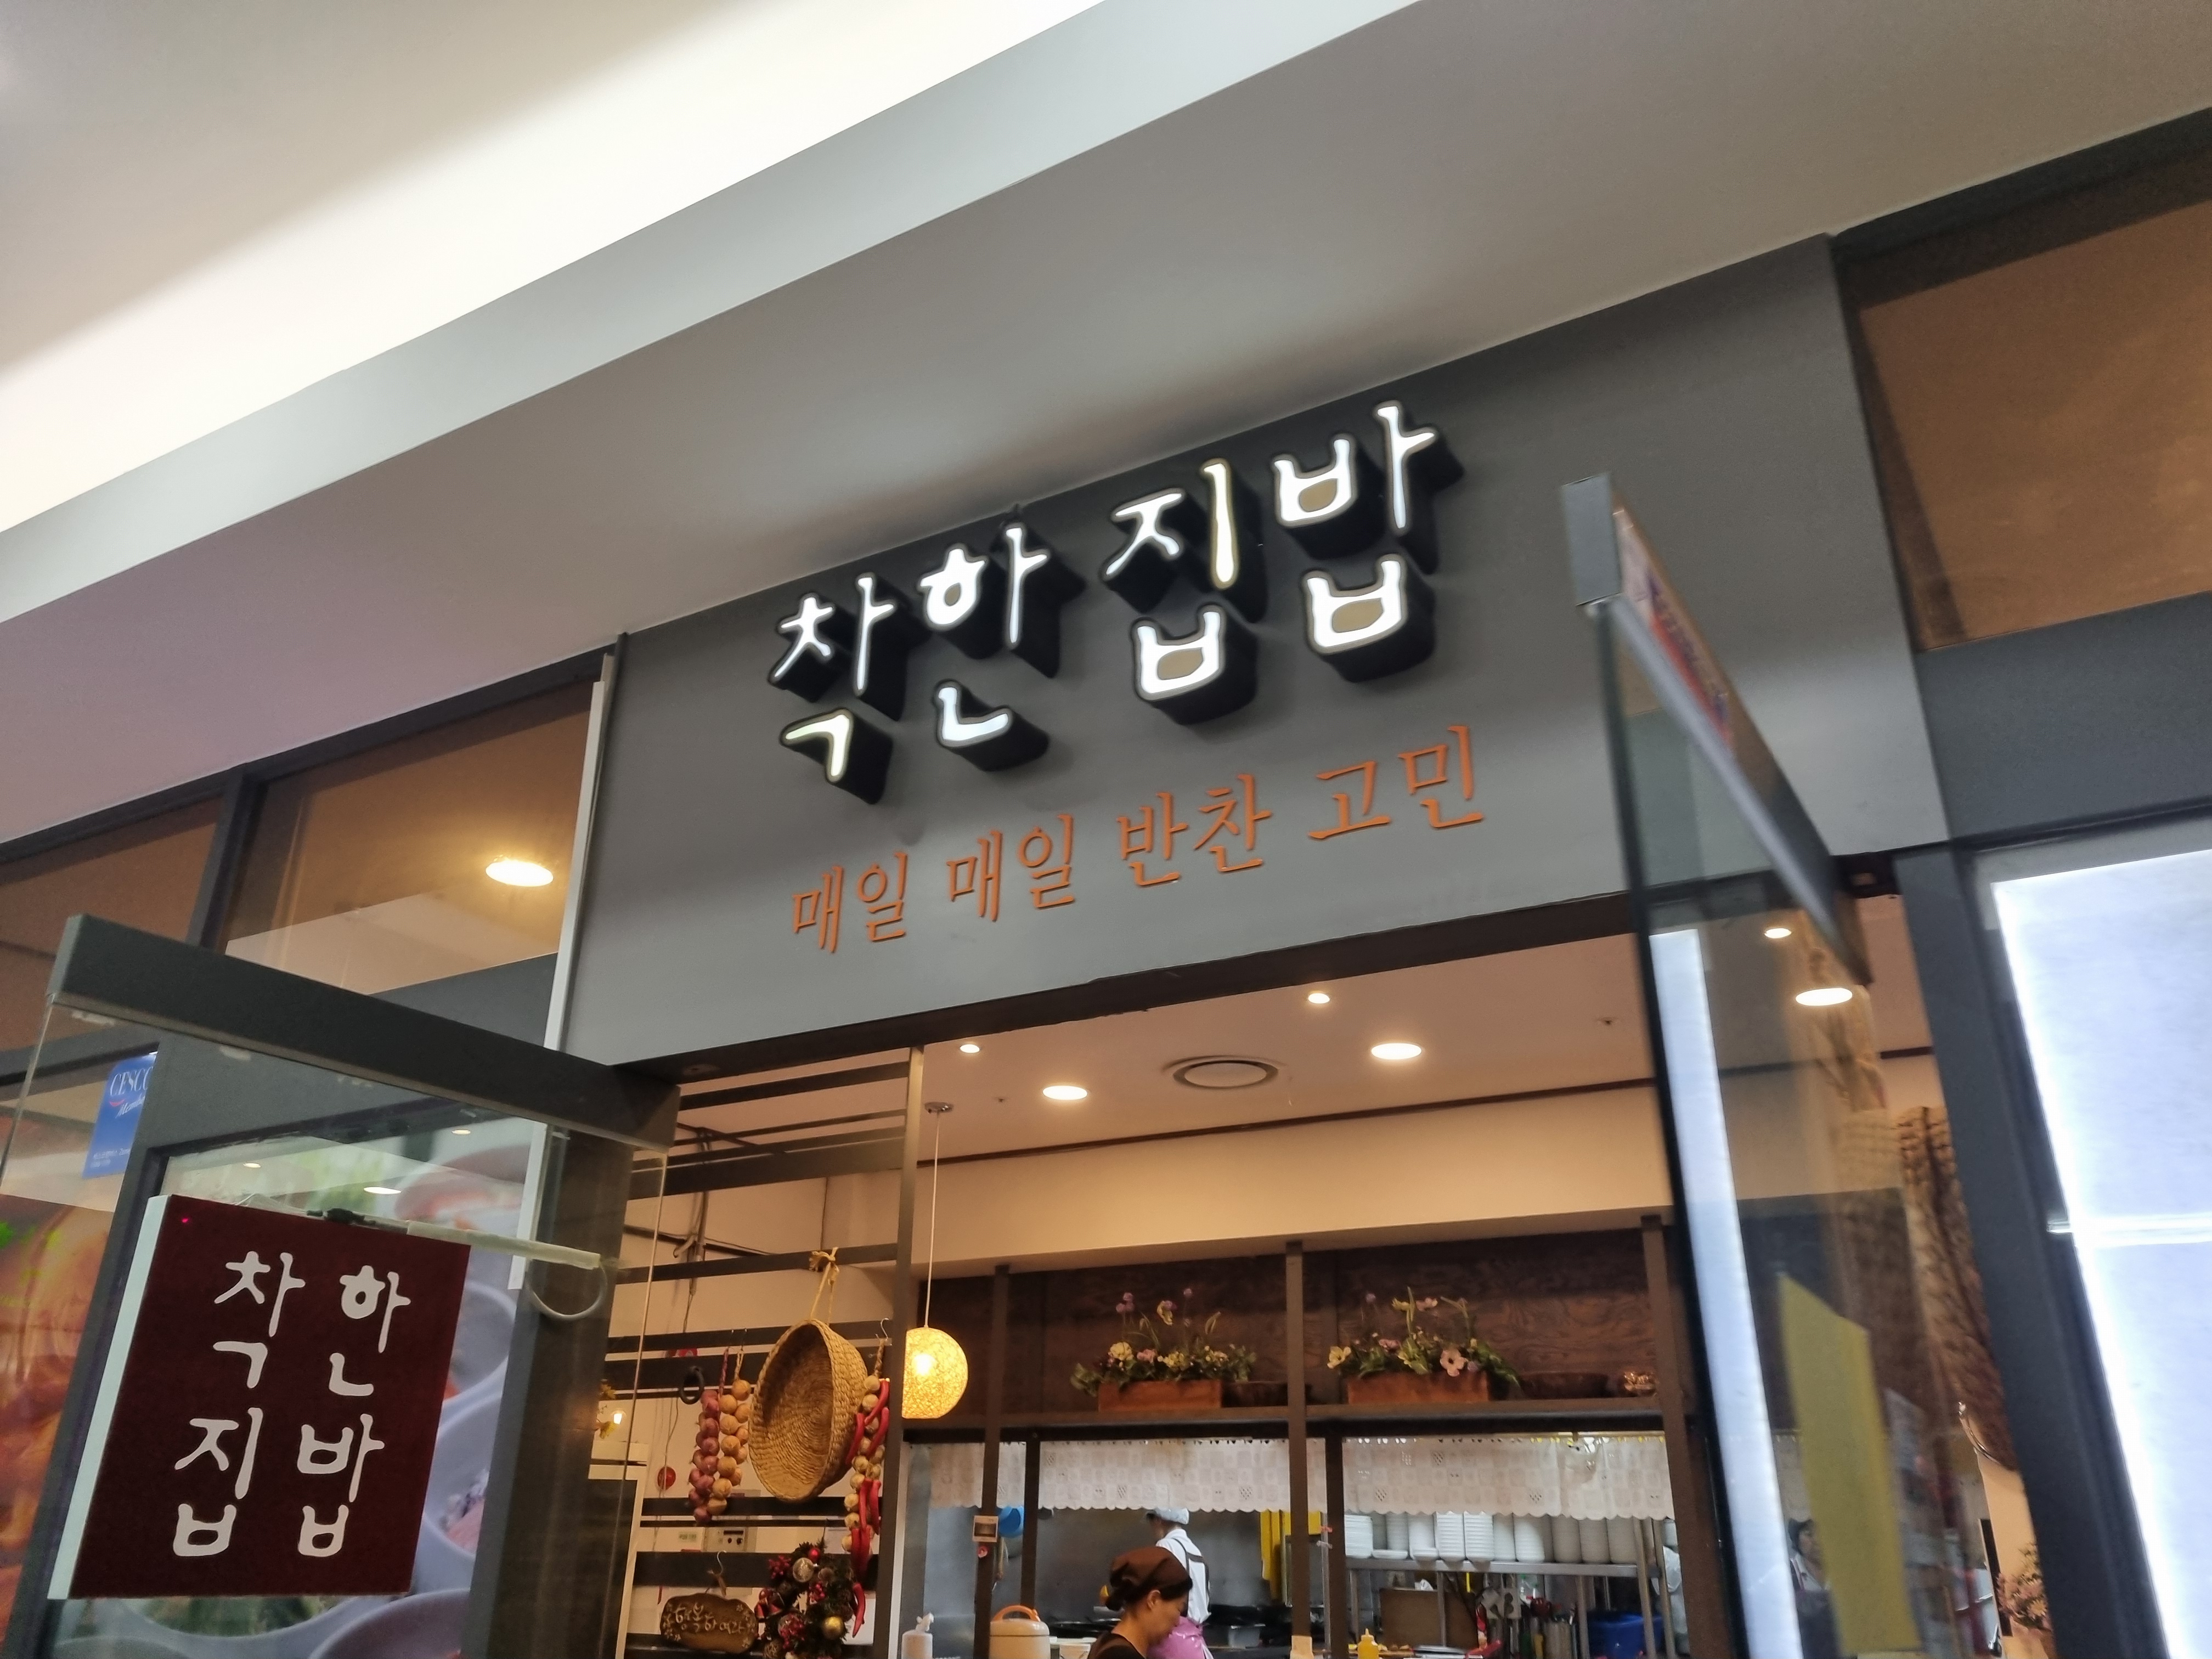 착한집밥
매일 매일 반찬 고민
착한
집밥